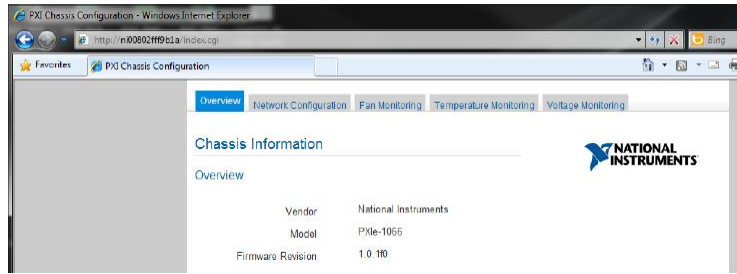 PXI Chassis Configuration - Windows Internet Explorer
http://ni00802fff9b1a/index.cgi
Bing
Favorites PXI Chassis Configuration
Overview Network Configuration Fan Monitoring Temperature Monitoring Voltage Monitoring
Chassis Information
NATIONAL
INSTRUMENTS
Overview
Vendor National Instruments
Model PXIe-1066
Firmware Revision 1.0.1f0